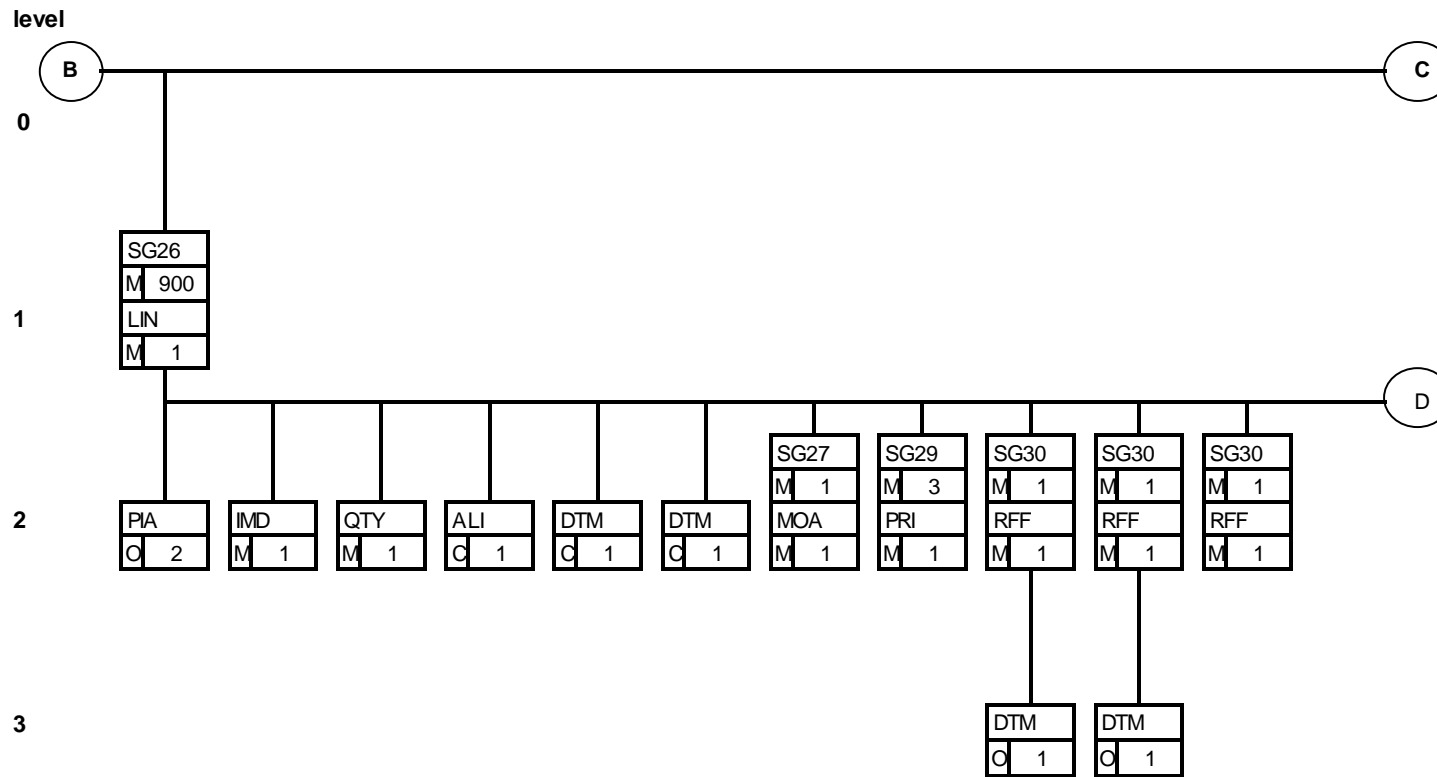 level
B C
0
SG26
M 900
1 LIN
M 1
D
SG27 SG29 SG30 SG30 SG30
M 1 M 3 M 1 M 1 M 1
2 PIA IMD QTY ALI DTM DTM MOA PRI RFF RFF RFF
O 2 M 1 M 1 C 1 C 1 C 1 M 1 M 1 M 1 M 1 M 1
3 DTM DTM
O 1 O 1